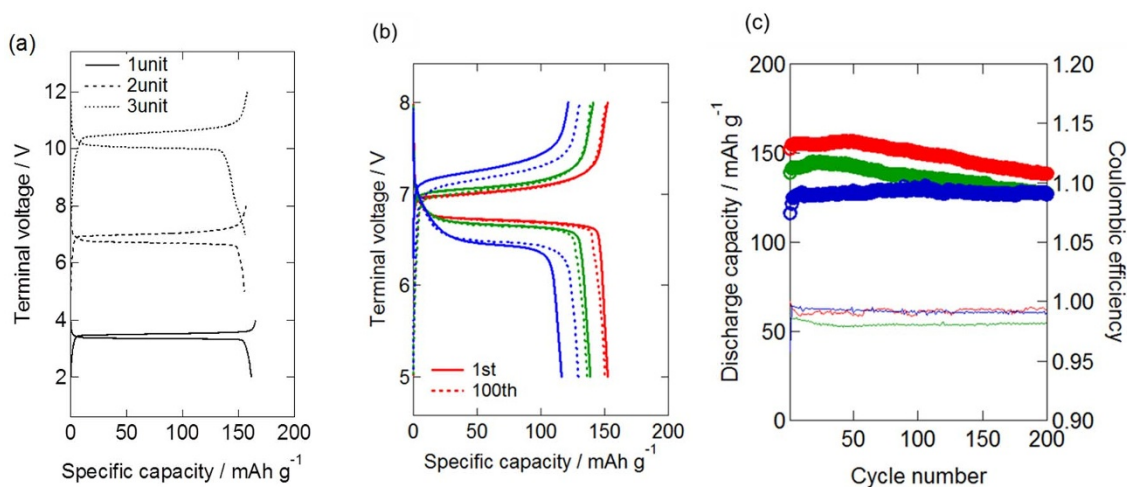 (a)
1unit
2unit
3unit
Terminal voltage / V
12
10
8
6
4
2
0 50 100 150 200
Specific capacity / mAh g-1
(b)
Terminal voltage / V
8
7
6
5
1st
100th
0 50 100 150 200
Specific capacity / mAh g-1
(c)
Discharge capacity / mAh g-1
200
150
100
50
0
1.20
1.15
1.10
1.05
1.00
0.95
0.90
Coulombic efficiency
50 100 150 200
Cycle number